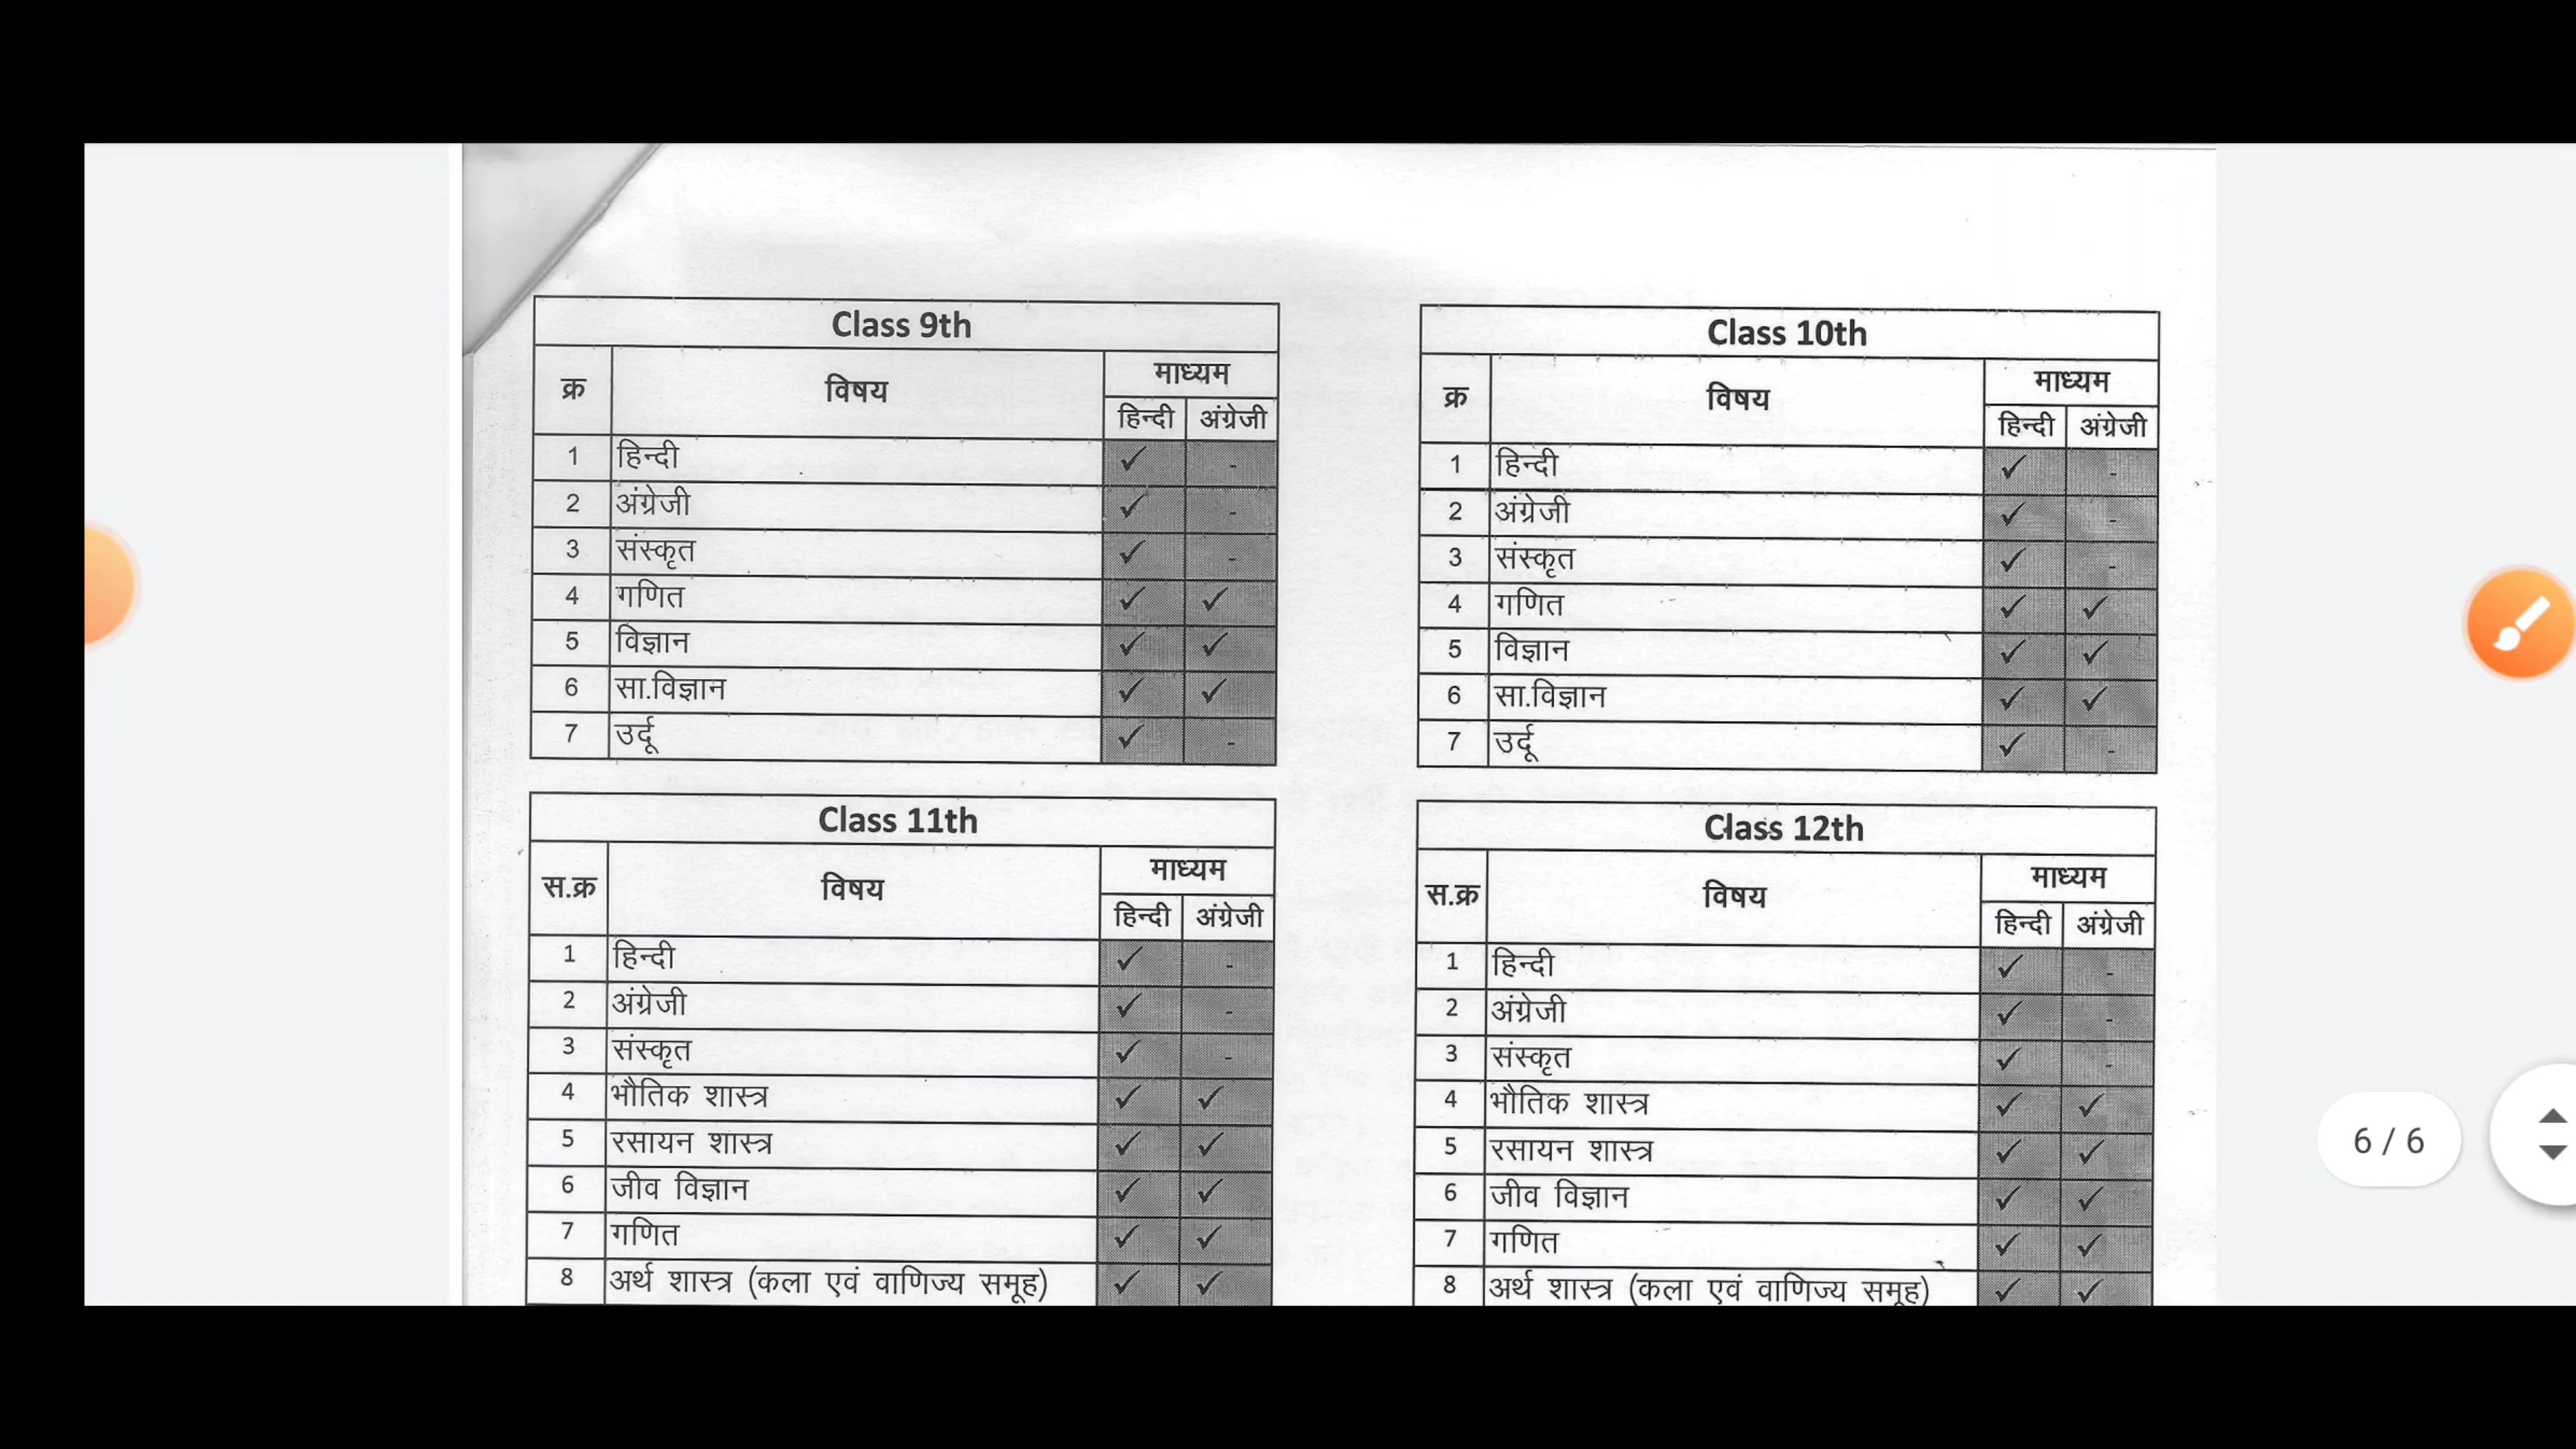 Class 9th
क्र विषय माध्यम
हिन्दी अंग्रेजी
1 हिन्दी ✓ -
2 अंग्रेजी ✓ -
3 संस्कृत ✓ -
4 गणित ✓ ✓
5 विज्ञान ✓ ✓
6 सा.विज्ञान ✓ ✓
7 उर्दू ✓ -
Class 10th
क्र विषय माध्यम
हिन्दी अंग्रेजी
1 हिन्दी ✓ -
2 अंग्रेजी ✓ -
3 संस्कृत ✓ -
4 गणित ✓ ✓
5 विज्ञान ✓ ✓
6 सा.विज्ञान ✓ ✓
7 उर्दू ✓ -
Class 11th
स.क्र विषय माध्यम
हिन्दी अंग्रेजी
1 हिन्दी ✓ -
2 अंग्रेजी ✓ -
3 संस्कृत ✓ -
4 भौतिक शास्त्र ✓ ✓
5 रसायन शास्त्र ✓ ✓
6 जीव विज्ञान ✓ ✓
7 गणित ✓ ✓
8 अर्थ शास्त्र (कला एवं वाणिज्य समूह) ✓ ✓
Class 12th
स.क्र विषय माध्यम
हिन्दी अंग्रेजी
1 हिन्दी ✓ -
2 अंग्रेजी ✓ -
3 संस्कृत ✓ -
4 भौतिक शास्त्र ✓ ✓
5 रसायन शास्त्र ✓ ✓
6 जीव विज्ञान ✓ ✓
7 गणित ✓ ✓
8 अर्थ शास्त्र (कला एवं वाणिज्य समूह) ✓ ✓
6 / 6